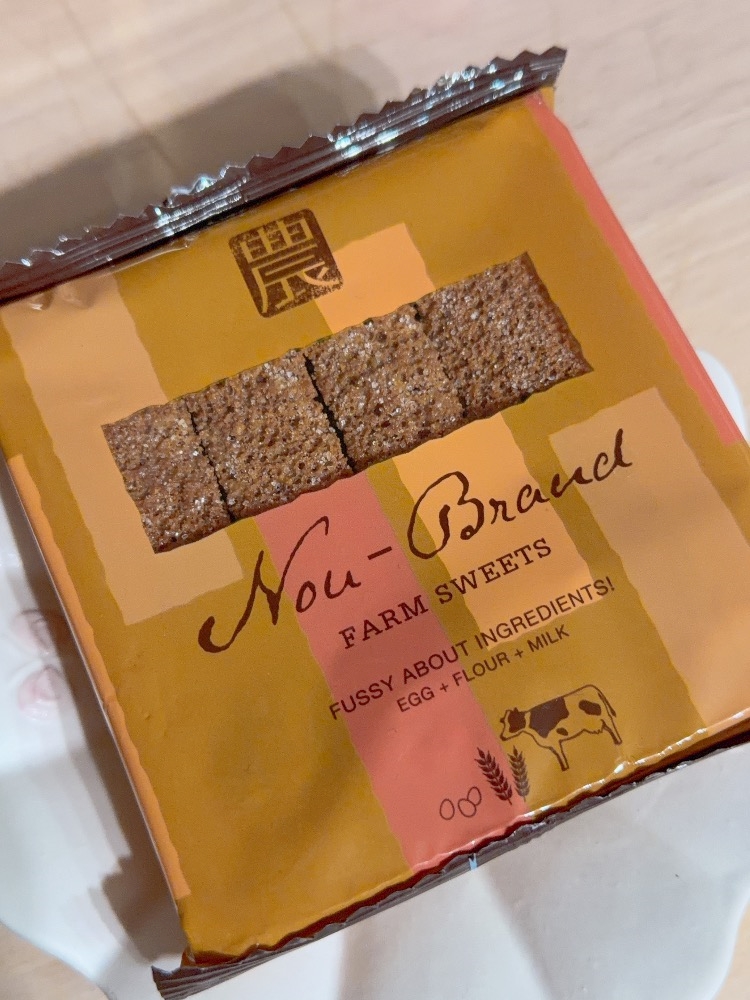 農
Nou-Brand
FARM SWEETS
FUSSY ABOUT INGREDIENTS!
EGG + FLOUR + MILK